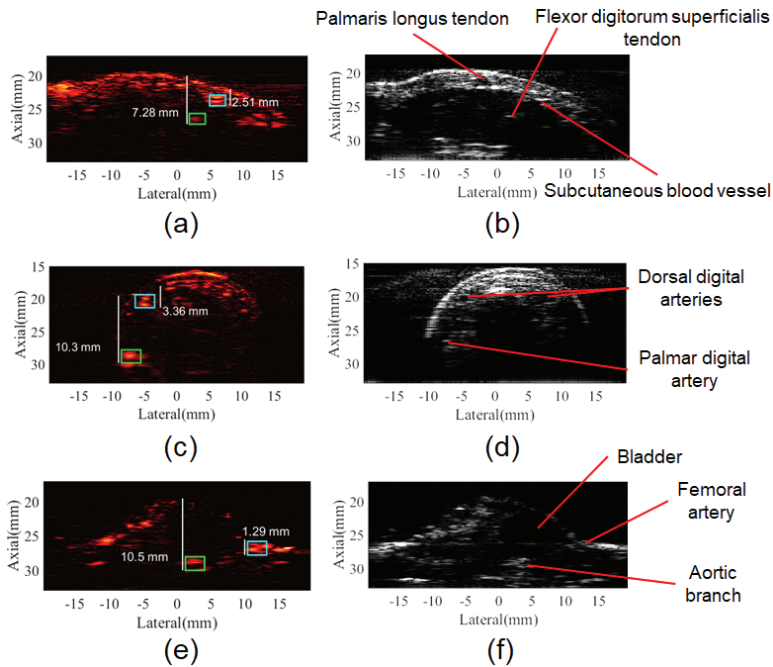 Palmaris longus tendon
Flexor digitorum superficialis
tendon
20
25
30
Axial(mm)
2.51 mm
7.28 mm
-15 -10 -5 0 5 10 15
Lateral(mm)
(a)
20
25
30
Axial(mm)
-15 -10 -5 0 5 10 15
Lateral(mm)
Subcutaneous blood vessel
(b)
15
20
25
30
Axial(mm)
3.36 mm
10.3 mm
-15 -10 -5 0 5 10 15
Lateral(mm)
(c)
15
20
25
30
Axial(mm)
Dorsal digital
arteries
Palmar digital
artery
-15 -10 -5 0 5 10 15
Lateral(mm)
(d)
20
25
30
Axial(mm)
1.29 mm
10.5 mm
-15 -10 -5 0 5 10 15
Lateral(mm)
(e)
Bladder
Femoral
artery
Aortic
branch
20
25
30
Axial(mm)
-15 -10 -5 0 5 10 15
Lateral(mm)
(f)